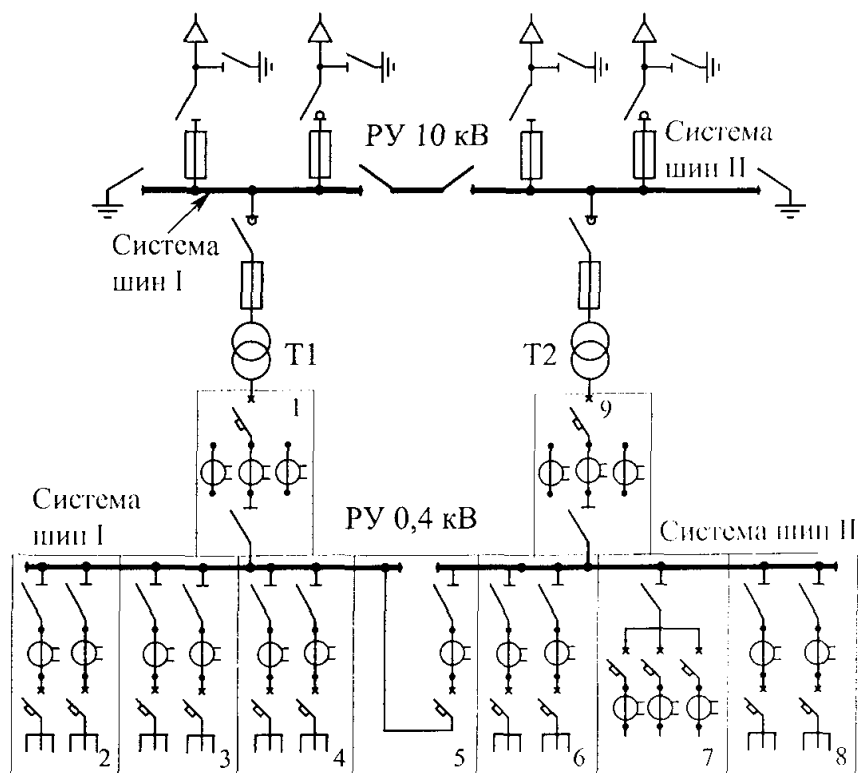 РУ 10 кВ
Система
шин II
Система
шин I
Т1
Т2
1
9
Система
шин I
РУ 0,4 кВ
Система шин II
2
3
4
5
6
7
8